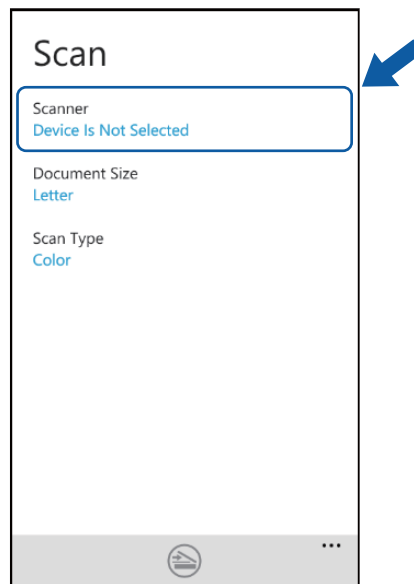 Scan
Scanner
Device Is Not Selected
Document Size
Letter
Scan Type
Color
...